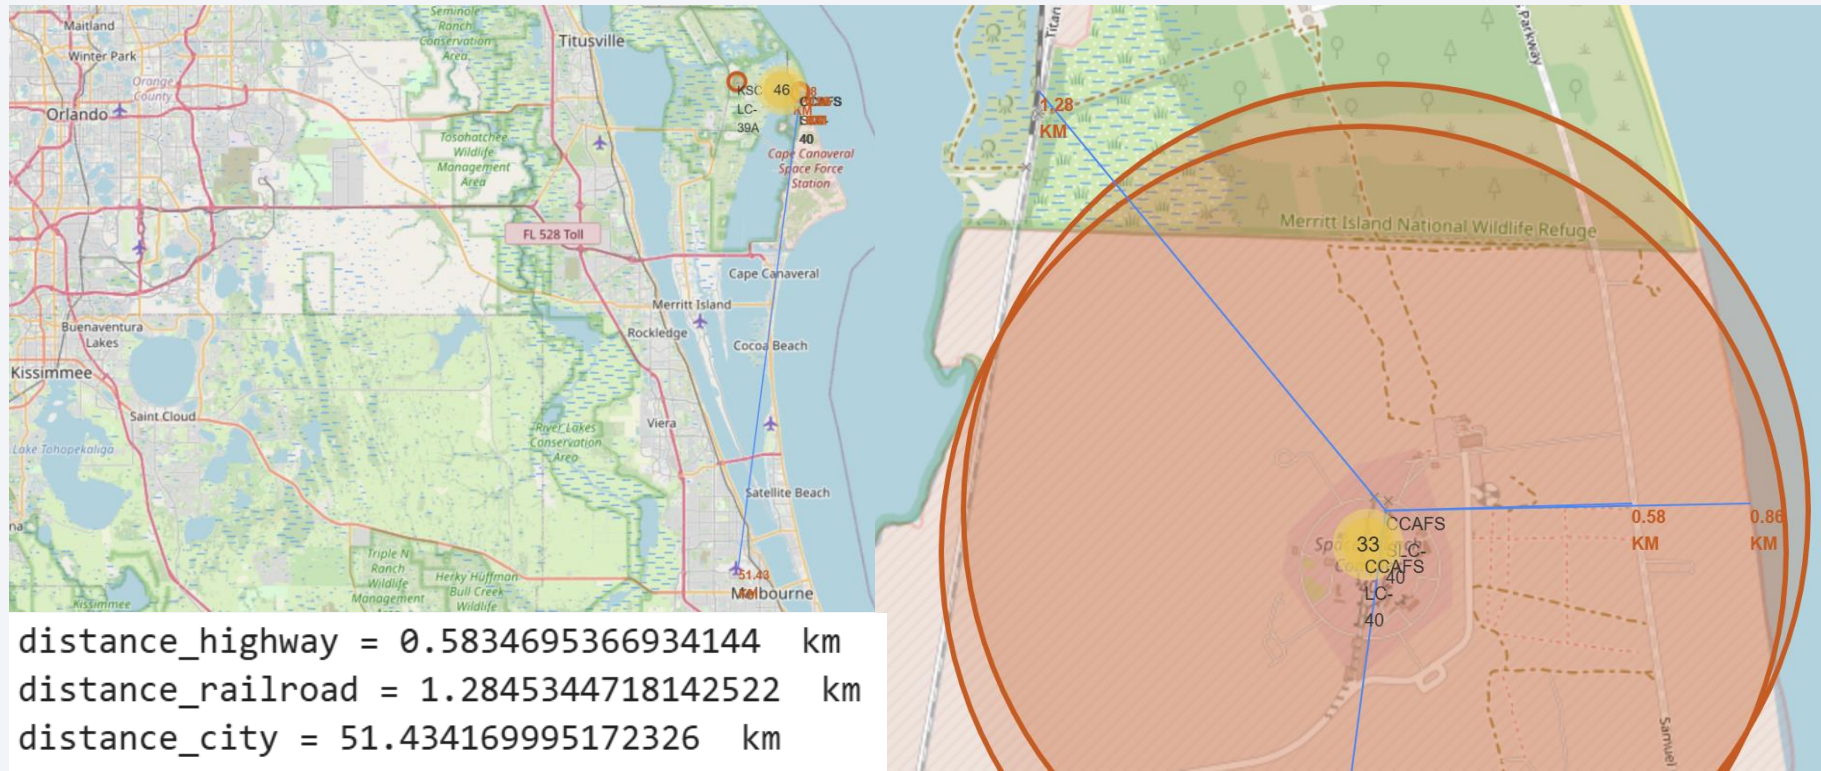 Maitland
Winter Park
Orange
County
Orlando
Seminole
Ranch
Conservation
Area
Titusville
KSC
LC-
39A
46
CCAFS
40
Cape Canaveral
Space Force
Station
Tosohatchee
Wildlife
Management
Area
FL 528 Toll
Cape Canaveral
Merritt Island
Rockledge
Cocoa Beach
Buenaventura
Lakes
Kissimmee
Saint Cloud
Lake Tohopekaliga
River Lakes
Conservation
Area
Viera
Satellite Beach
Triple N
Ranch
Wildlife
Management
Area
Herky Huffman
Bull Creek
Wildlife
Kissimmee
na
51.43
Melbourne
distance_highway = 0.5834695366934144 km
distance_railroad = 1.2845344718142522 km
distance_city = 51.434169995172326 km
Titan
Parkway
1.28
KM
Merritt Island National Wildlife Refuge
CCAFS
SLC-
40
33
CCAFS
LC-
40
0.58
KM
0.86
KM
Samuel